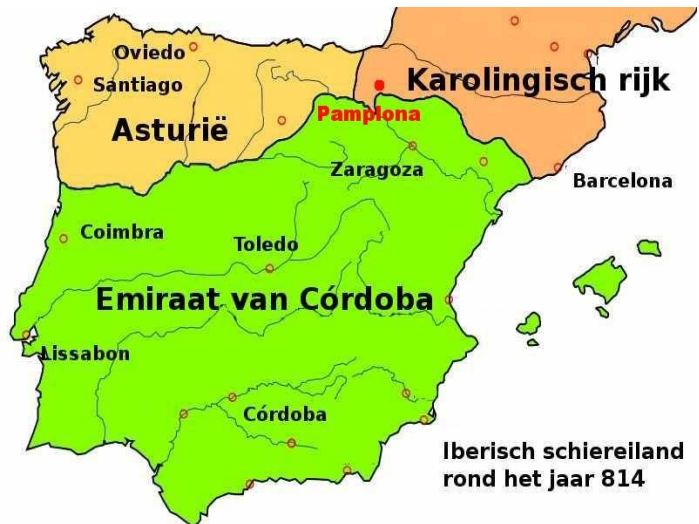 Oviedo
Santiago
Karolingisch rijk
Asturië
Pamplona
Zaragoza
Barcelona
Coimbra
Toledo
Emiraat van Córdoba
Lissabon
Córdoba
Iberisch schiereiland
rond het jaar 814